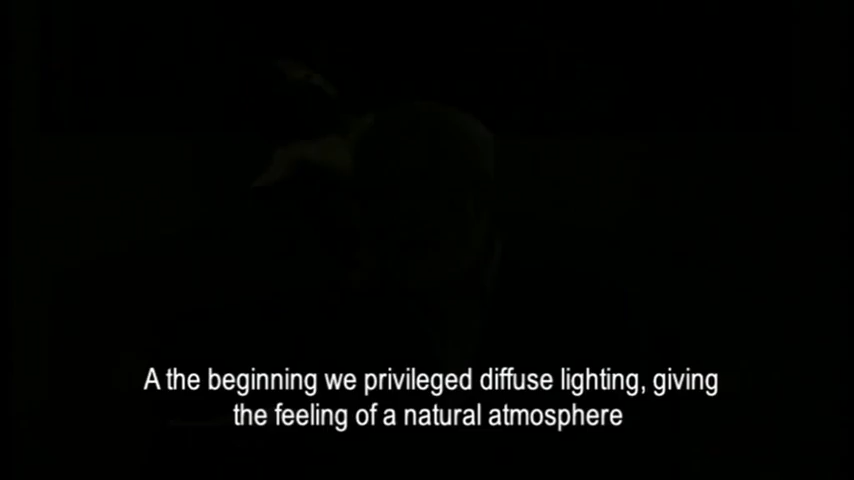 A the beginning we privileged diffuse lighting, giving
the feeling of a natural atmosphere